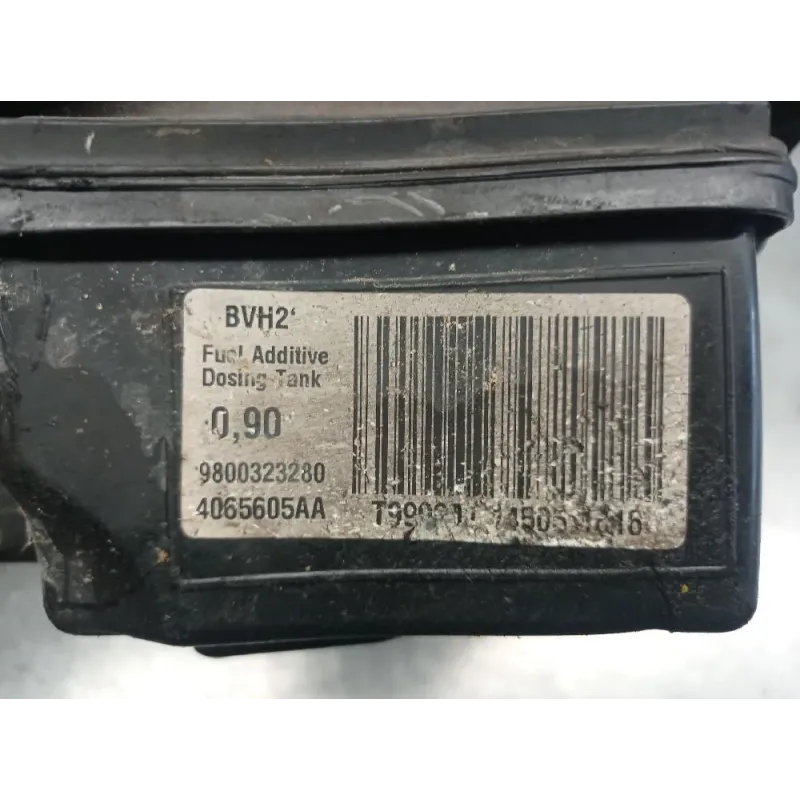 BVH2'
Fuel Additive
Dosing Tank
0,90
9800323280
4065605AA